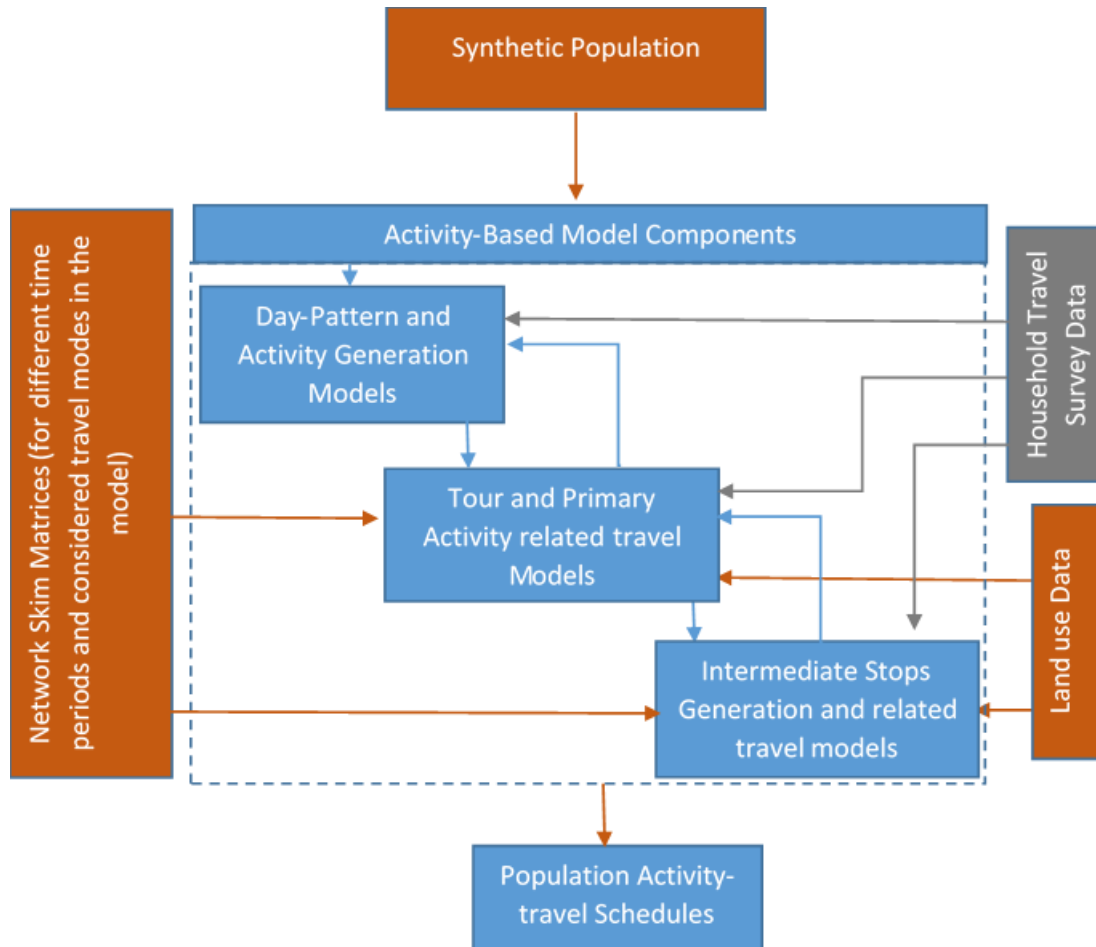 Synthetic Population
Activity-Based Model Components
Network Skim Matrices (for different time
periods and considered travel modes in the
model)
Day-Pattern and
Activity Generation
Models
Household Travel
Survey Data
Tour and Primary
Activity related travel
Models
Land use Data
Intermediate Stops
Generation and related
travel models
Population Activity-
travel Schedules